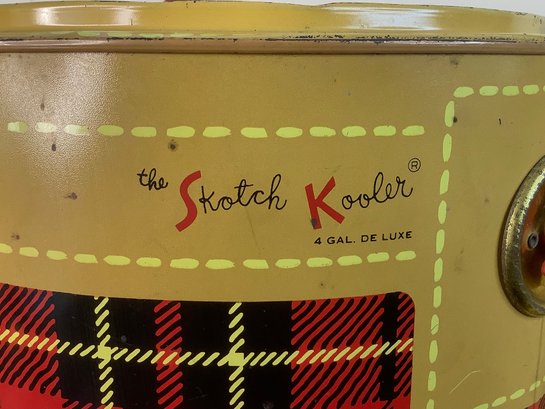 the Skotch Kooler®
4 GAL. DE LUXE